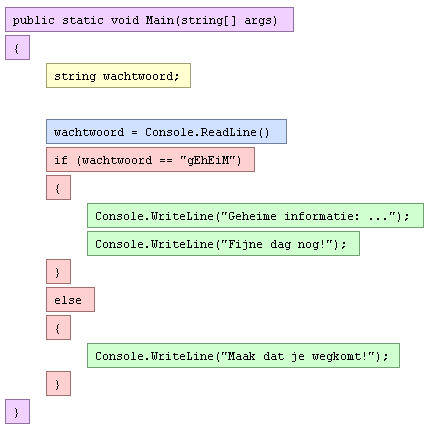 public static void Main(string[] args)
{
string wachtwoord;
wachtwoord = Console.ReadLine()
if (wachtwoord == "gEhEiM")
{
Console.WriteLine("Geheime informatie: ...");
Console.WriteLine("Fijne dag nog!");
}
else
{
Console.WriteLine("Maak dat je wegkomt!");
}
}